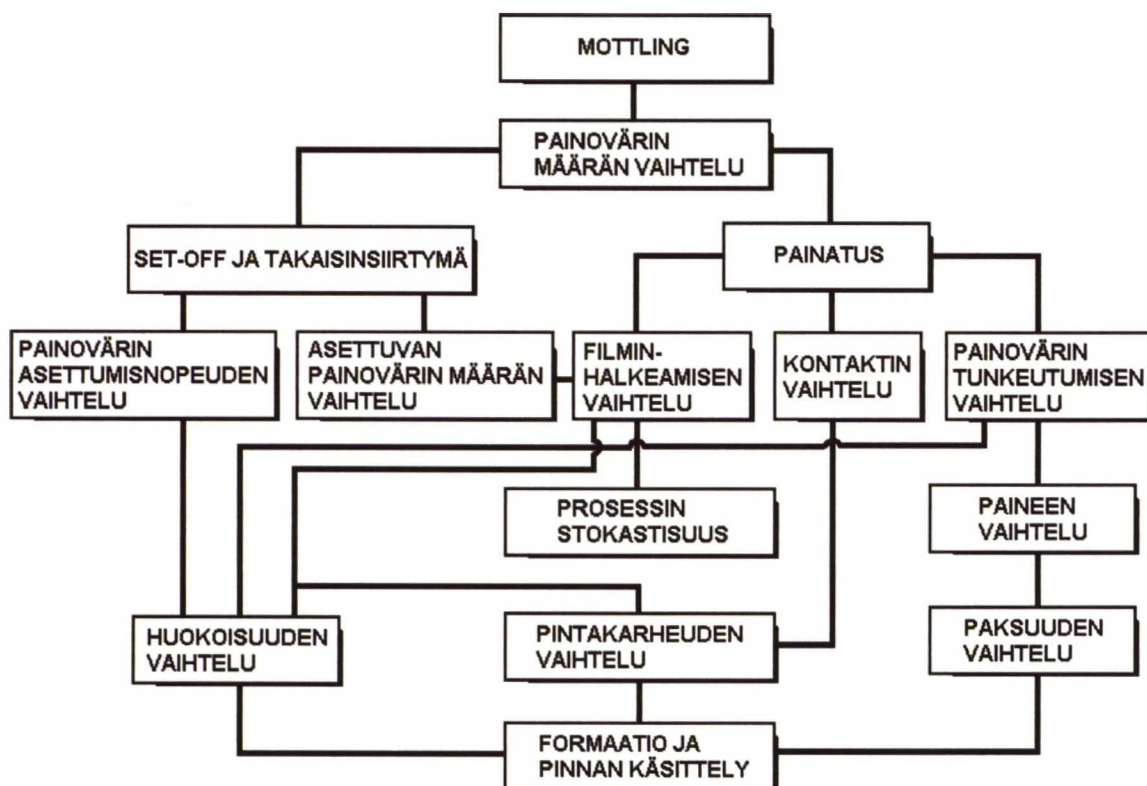 MOTTLING
PAINOVÄRIN
MÄÄRÄN VAIHTELU
SET-OFF JA TAKAISINSIIRTYMÄ
PAINATUS
PAINOVÄRIN
ASETTUMISNOPEUDEN
VAIHTELU
ASETTUVAN
PAINOVÄRIN MÄÄRÄN
VAIHTELU
FILMIN-
HALKEAMISEN
VAIHTELU
KONTAKTIN
VAIHTELU
PAINOVÄRIN
TUNKEUTUMISEN
VAIHTELU
PROSESSIN
STOKASTISUUS
PAINEEN
VAIHTELU
HUOKOISUUDEN
VAIHTELU
PINTAKARHEUDEN
VAIHTELU
PAKSUUDEN
VAIHTELU
FORMAATIO JA
PINNAN KÄSITTELY